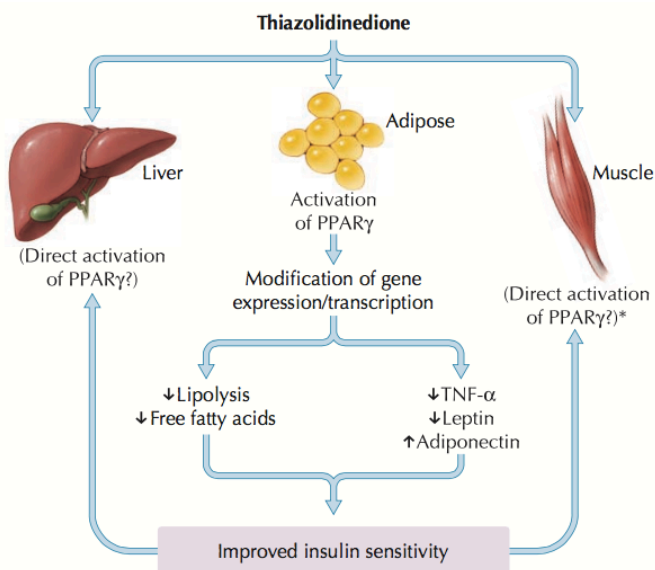 Thiazolidinedione
Liver
(Direct activation
of PPARγ?)
Adipose
Activation
of PPARγ
Muscle
(Direct activation
of PPARγ?)*
Modification of gene
expression/transcription
↓Lipolysis
↓Free fatty acids
↓TNF-α
↓Leptin
↑Adiponectin
Improved insulin sensitivity